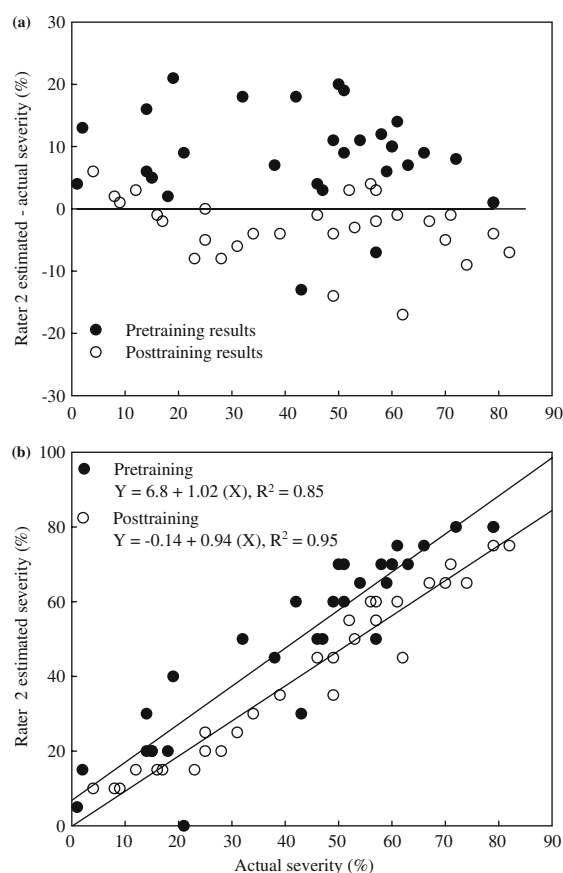 (a)
30
20
10
0
-10
-20
-30
Rater 2 estimated - actual severity (%)
Pretraining results
Posttraining results
0 10 20 30 40 50 60 70 80 90
(b)
100
80
60
40
20
0
Rater 2 estimated severity (%)
Pretraining
Y = 6.8 + 1.02 (X), R² = 0.85
Posttraining
Y = -0.14 + 0.94 (X), R² = 0.95
0 10 20 30 40 50 60 70 80 90
Actual severity (%)